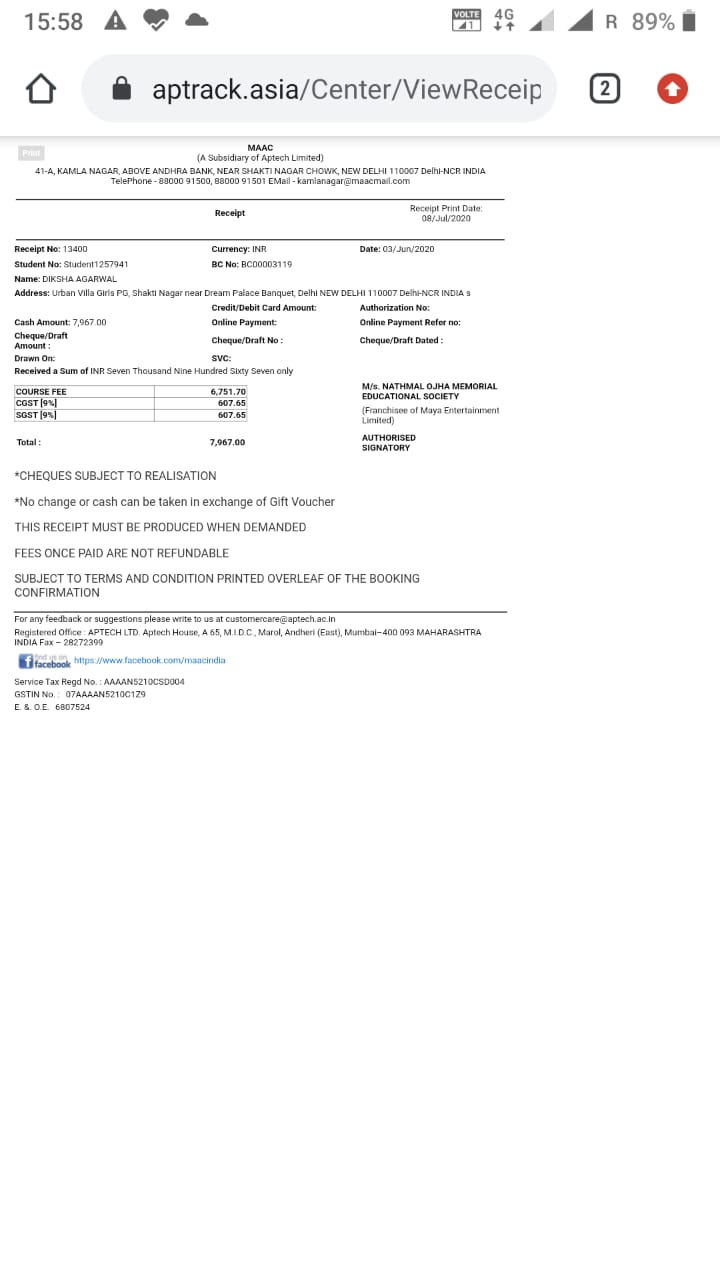 15:58 VOLTE 1 4G R 89%
aptrack.asia/Center/ViewReceip 2
Print
MAAC
(A Subsidiary of Aptech Limited)
41-A, KAMLA NAGAR, ABOVE ANDHRA BANK, NEAR SHAKTI NAGAR CHOWK, NEW DELHI 110007 Delhi-NCR INDIA
TelePhone - 88000 91500, 88000 91501 EMail - kamlanagar@maacmail.com
Receipt
Receipt Print Date:
08/Jul/2020
Receipt No: 13400 Currency: INR Date: 03/Jun/2020
Student No: Student1257941 BC No: BC00003119
Name: DIKSHA AGARWAL
Address: Urban Villa Girls PG, Shakti Nagar near Dream Palace Banquet, Delhi NEW DELHI 110007 Delhi-NCR INDIA s
Credit/Debit Card Amount: Authorization No:
Cash Amount: 7,967.00 Online Payment: Online Payment Refer no:
Cheque/Draft
Amount : Cheque/Draft No : Cheque/Draft Dated :
Drawn On: SVC:
Received a Sum of INR Seven Thousand Nine Hundred Sixty Seven only
COURSE FEE 6,751.70
CGST [9%] 607.65
SGST [9%] 607.65
Total : 7,967.00
M/s. NATHMAL OJHA MEMORIAL
EDUCATIONAL SOCIETY
(Franchisee of Maya Entertainment
Limited)
AUTHORISED
SIGNATORY
*CHEQUES SUBJECT TO REALISATION
*No change or cash can be taken in exchange of Gift Voucher
THIS RECEIPT MUST BE PRODUCED WHEN DEMANDED
FEES ONCE PAID ARE NOT REFUNDABLE
SUBJECT TO TERMS AND CONDITION PRINTED OVERLEAF OF THE BOOKING
CONFIRMATION
For any feedback or suggestions please write to us at customercare@aptech.ac.in
Registered Office : APTECH LTD. Aptech House, A 65, M.I.D.C., Marol, Andheri (East), Mumbai–400 093 MAHARASHTRA
INDIA Fax – 28272399
find us on
facebook https://www.facebook.com/maacindia
Service Tax Regd No. : AAAAN5210CSD004
GSTIN No. : 07AAAAN5210C1Z9
E. &. O.E. 6807524